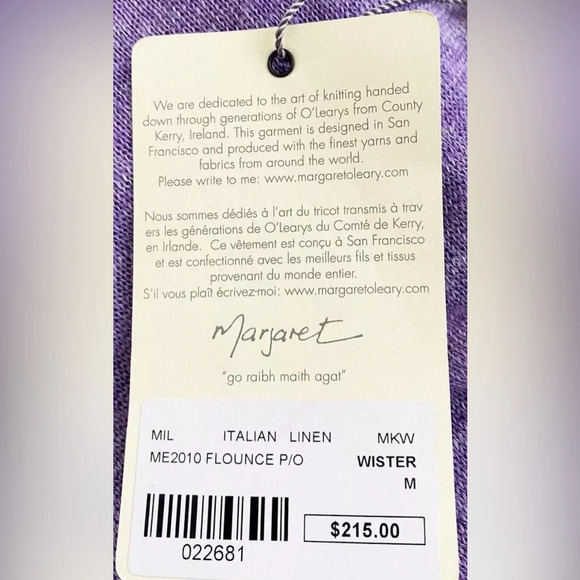 We are dedicated to the art of knitting handed
down through generations of O'Learys from County
Kerry, Ireland. This garment is designed in San
Francisco and produced with the finest yarns and
fabrics from around the world.
Please write to me: www.margaretoleary.com
Nous sommes dédiés à l'art du tricot transmis à trav
ers les générations de O'Learys du Comté de Kerry,
en Irlande. Ce vêtement est conçu à San Francisco
et est confectionné avec les meilleurs fils et tissus
provenant du monde entier.
S'il vous plaît écrivez-moi: www.margaretoleary.com
Margaret
"go raibh maith agat"
MIL ITALIAN LINEN MKW
ME2010 FLOUNCE P/O WISTER
M
$215.00
022681